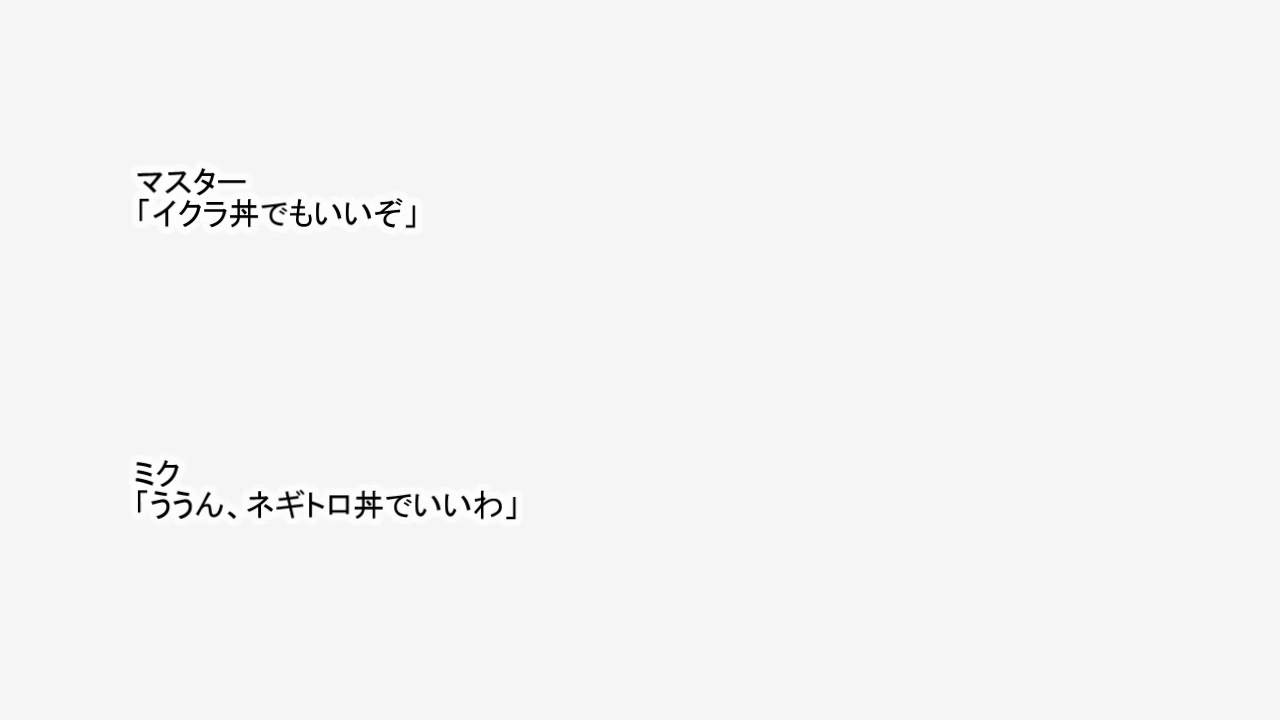 マスター
「イクラ丼でもいいぞ」
ミク
「ううん、ネギトロ丼でいいわ」